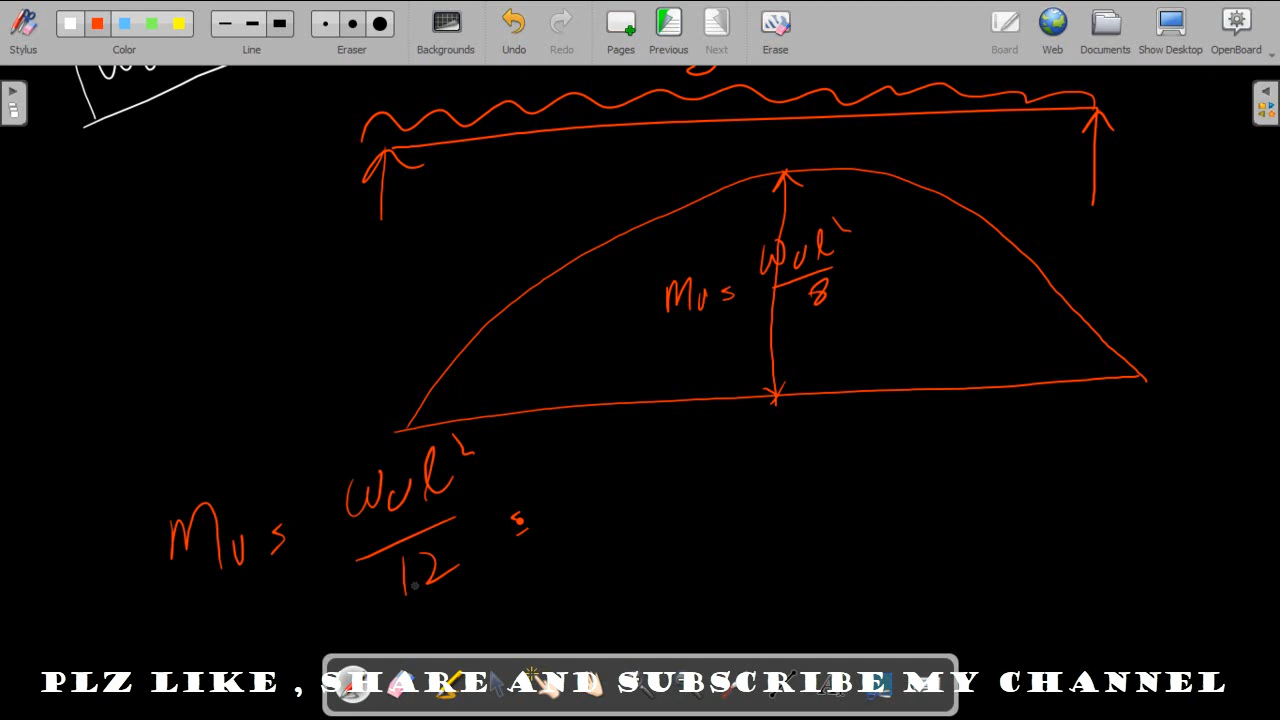 Stylus Color Line Eraser Backgrounds Undo Redo Pages Previous Next Erase Board Web Documents Show Desktop OpenBoard
Mu = wul²/8
Mu = wul²/12 =
PLZ LIKE , SHARE AND SUBSCRIBE MY CHANNEL